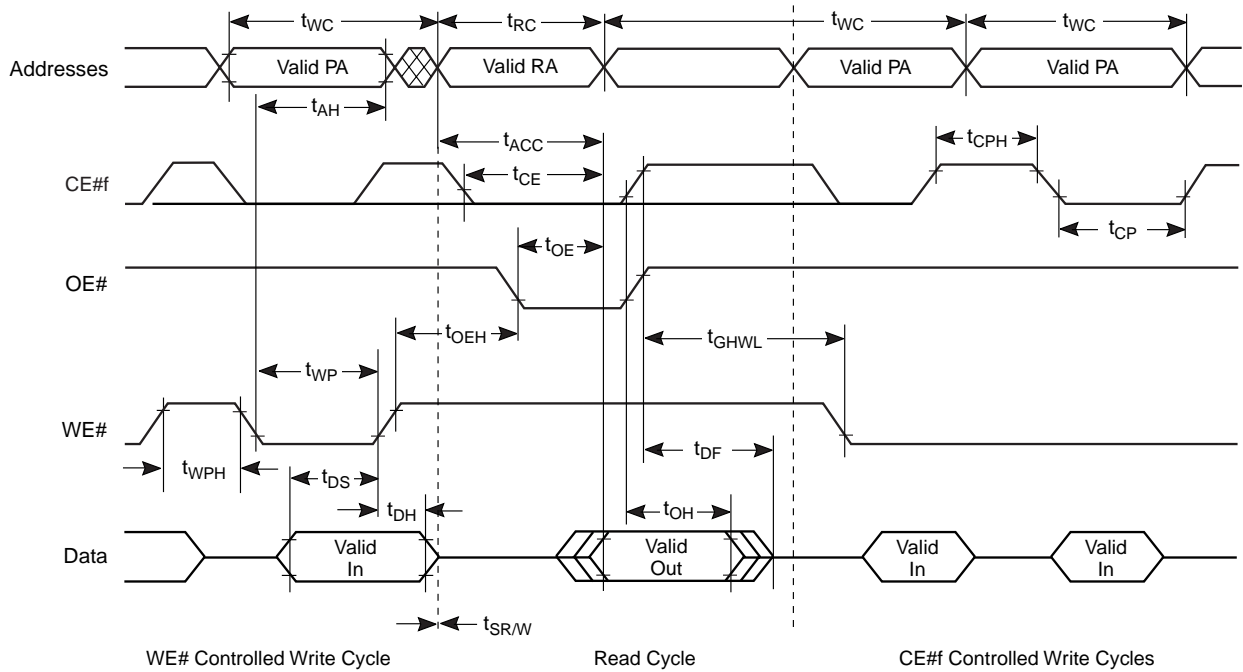 tWC tRC tWC tWC
Addresses Valid PA Valid RA Valid PA Valid PA
tAH
tACC tCPH
CE#f tCE
tOE tCP
OE#
tOEH tGHWL
tWP
WE#
tWPH tDS tDF
tDH tOH
Data Valid In Valid Out Valid In Valid In
tSR/W
WE# Controlled Write Cycle Read Cycle CE#f Controlled Write Cycles